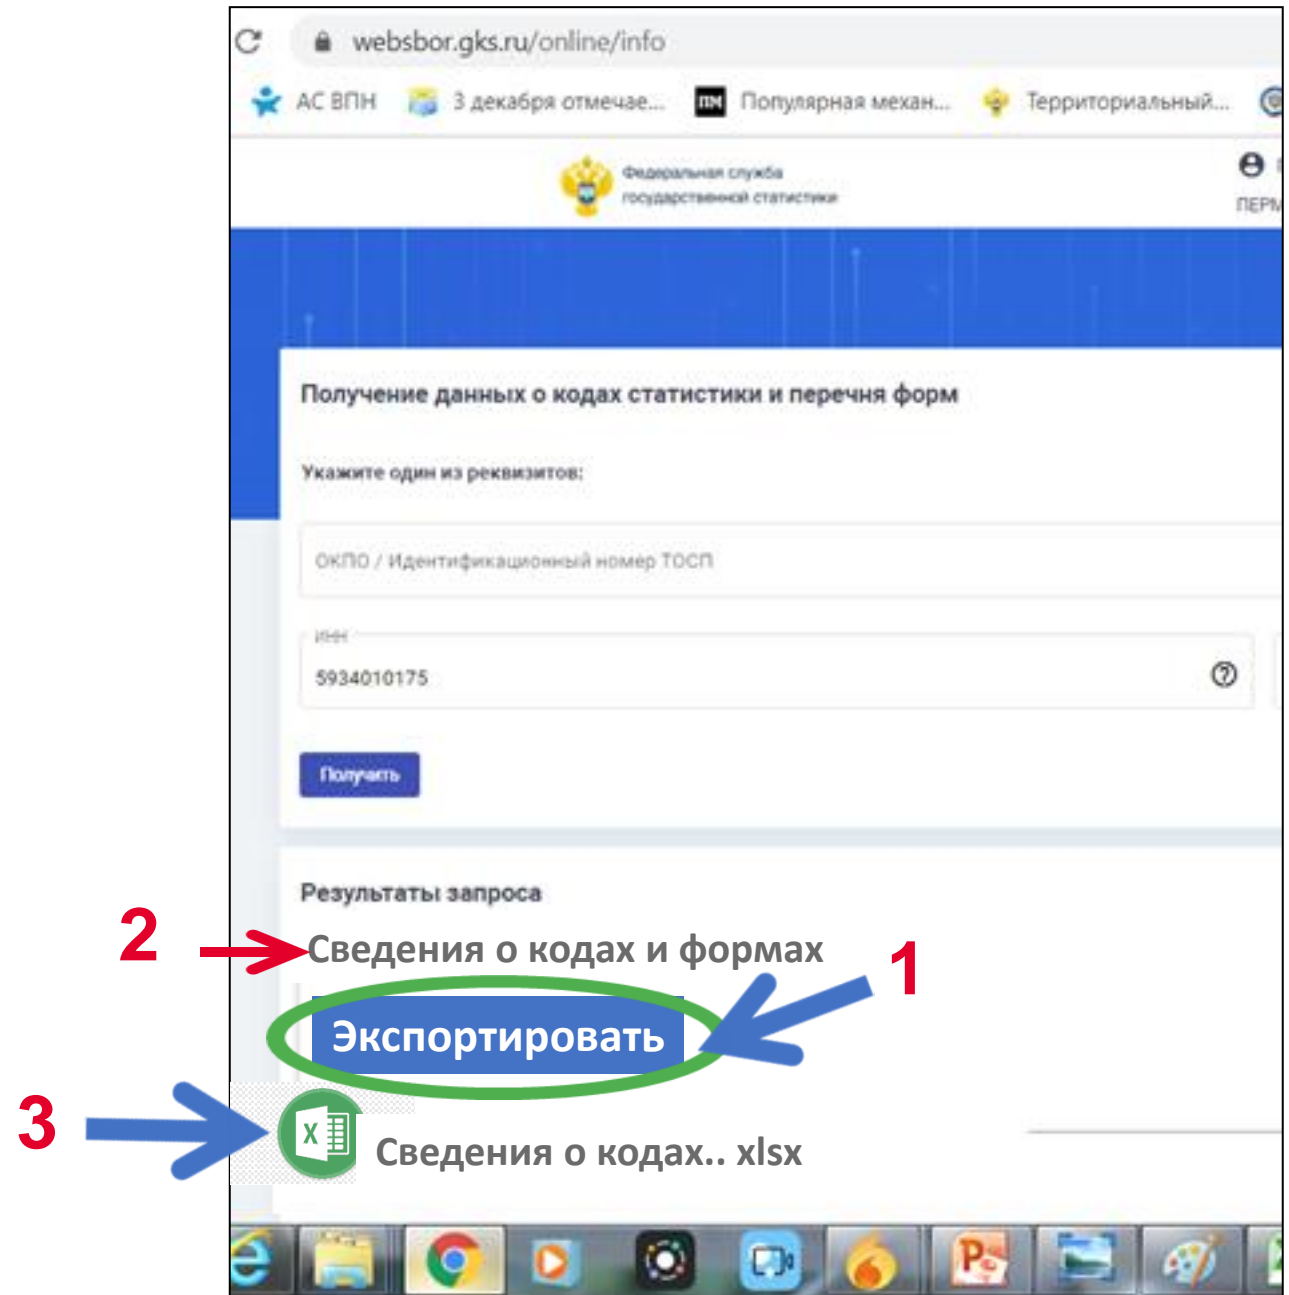 websbor.gks.ru/online/info
АС ВПН 3 декабря отмечае... ПМ Популярная механ... Территориальный...
Федеральная служба
государственной статистики
ПЕРМ
Получение данных о кодах статистики и перечня форм
Укажите один из реквизитов:
ОКПО / Идентификационный номер ТОСП
ИНН
5934010175
Получить
Результаты запроса
2 Сведения о кодах и формах
1
Экспортировать
3
X Сведения о кодах.. xlsx